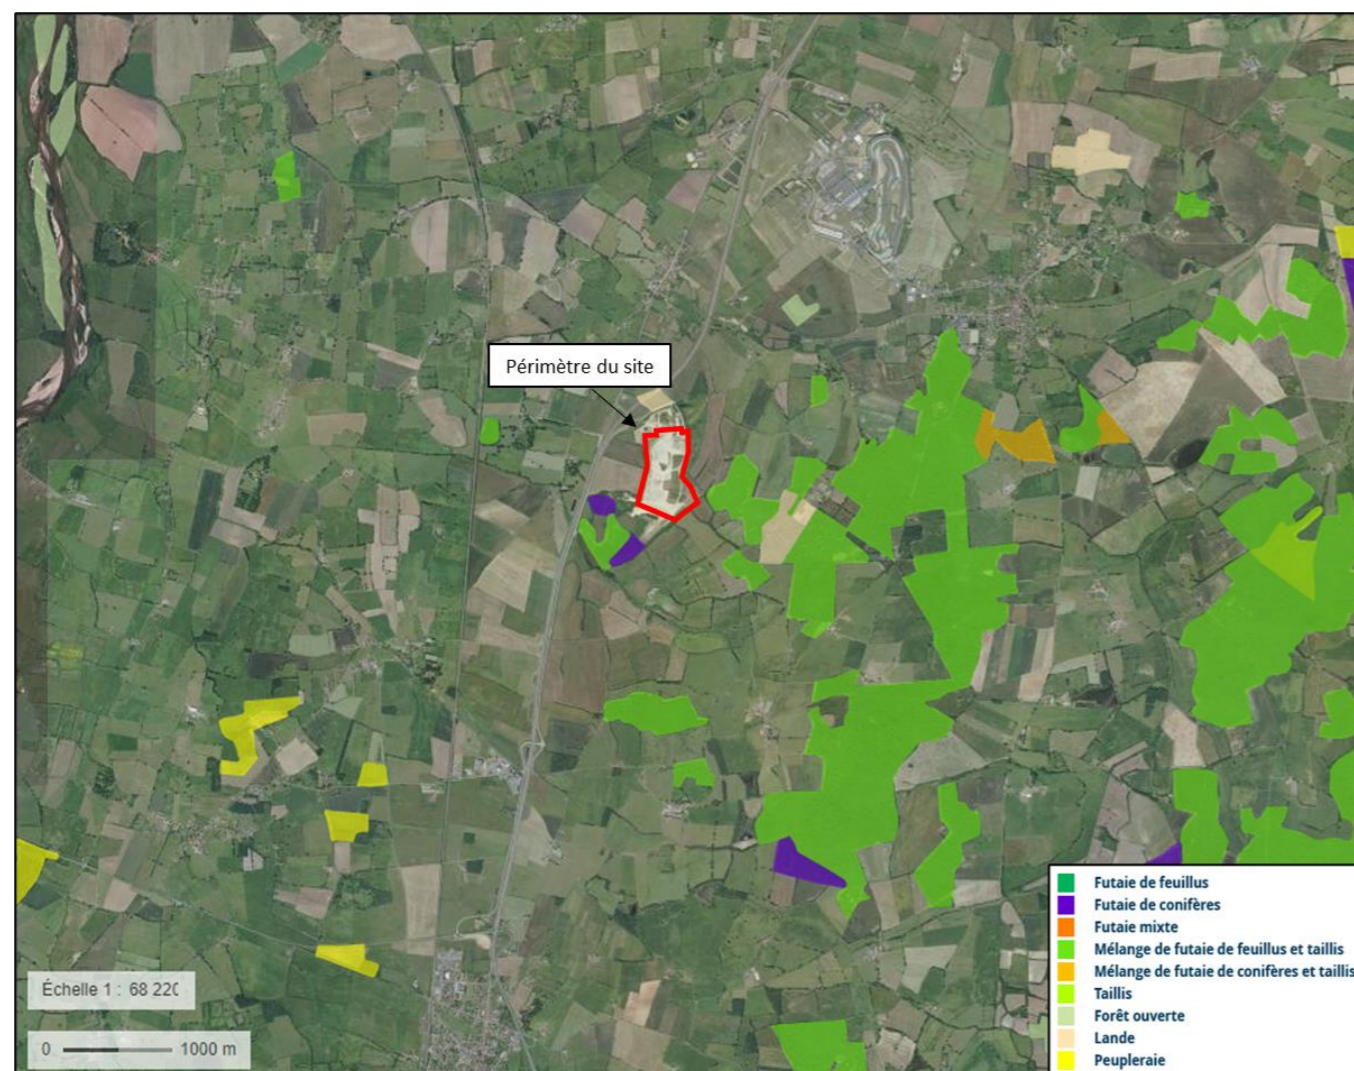 Périmètre du site
Futaie de feuillus
Futaie de conifères
Futaie mixte
Mélange de futaie de feuillus et taillis
Mélange de futaie de conifères et taillis
Taillis
Forêt ouverte
Lande
Peupleraie
Échelle 1 : 68 220
0 1000 m